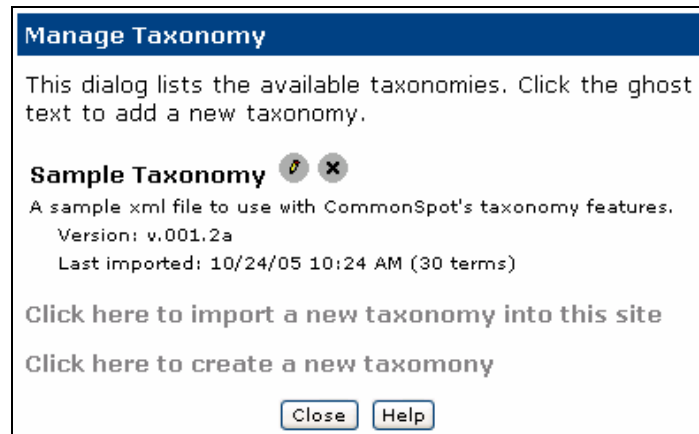 Manage Taxonomy
This dialog lists the available taxonomies. Click the ghost
text to add a new taxonomy.
Sample Taxonomy
A sample xml file to use with CommonSpot's taxonomy features.
Version: v.001.2a
Last imported: 10/24/05 10:24 AM (30 terms)
Click here to import a new taxonomy into this site
Click here to create a new taxomony
Close Help